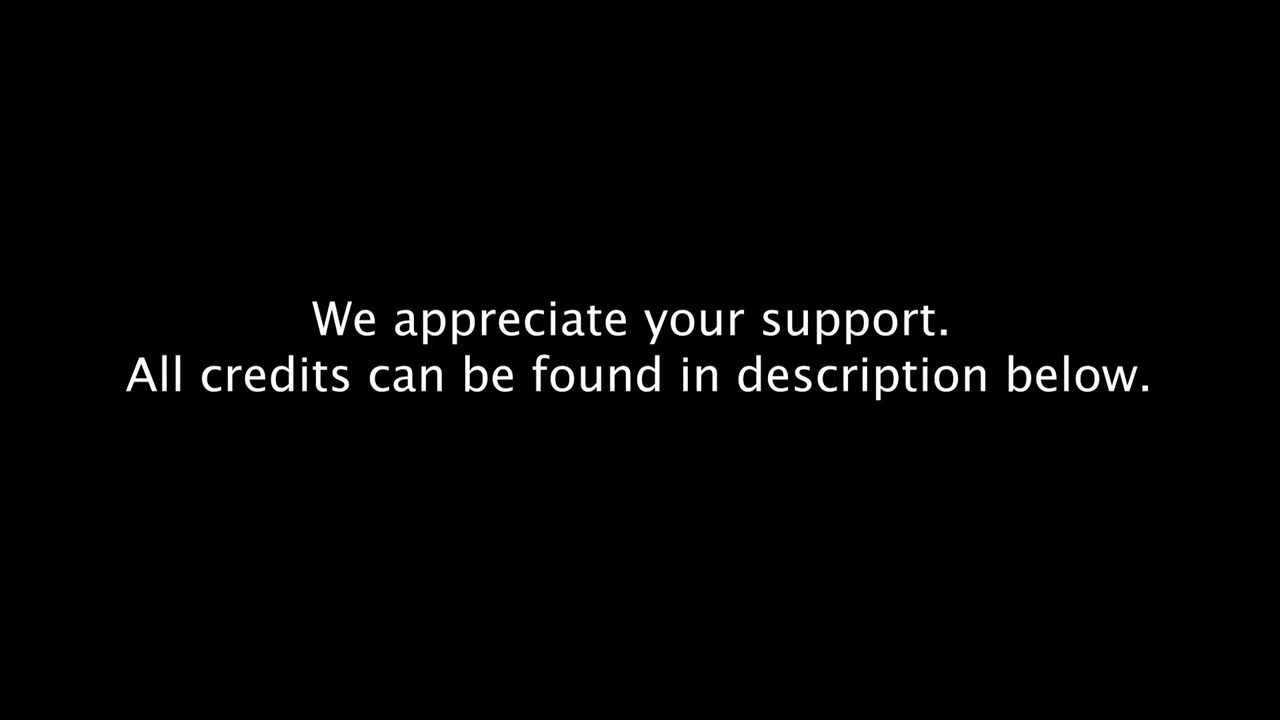 We appreciate your support.
All credits can be found in description below.